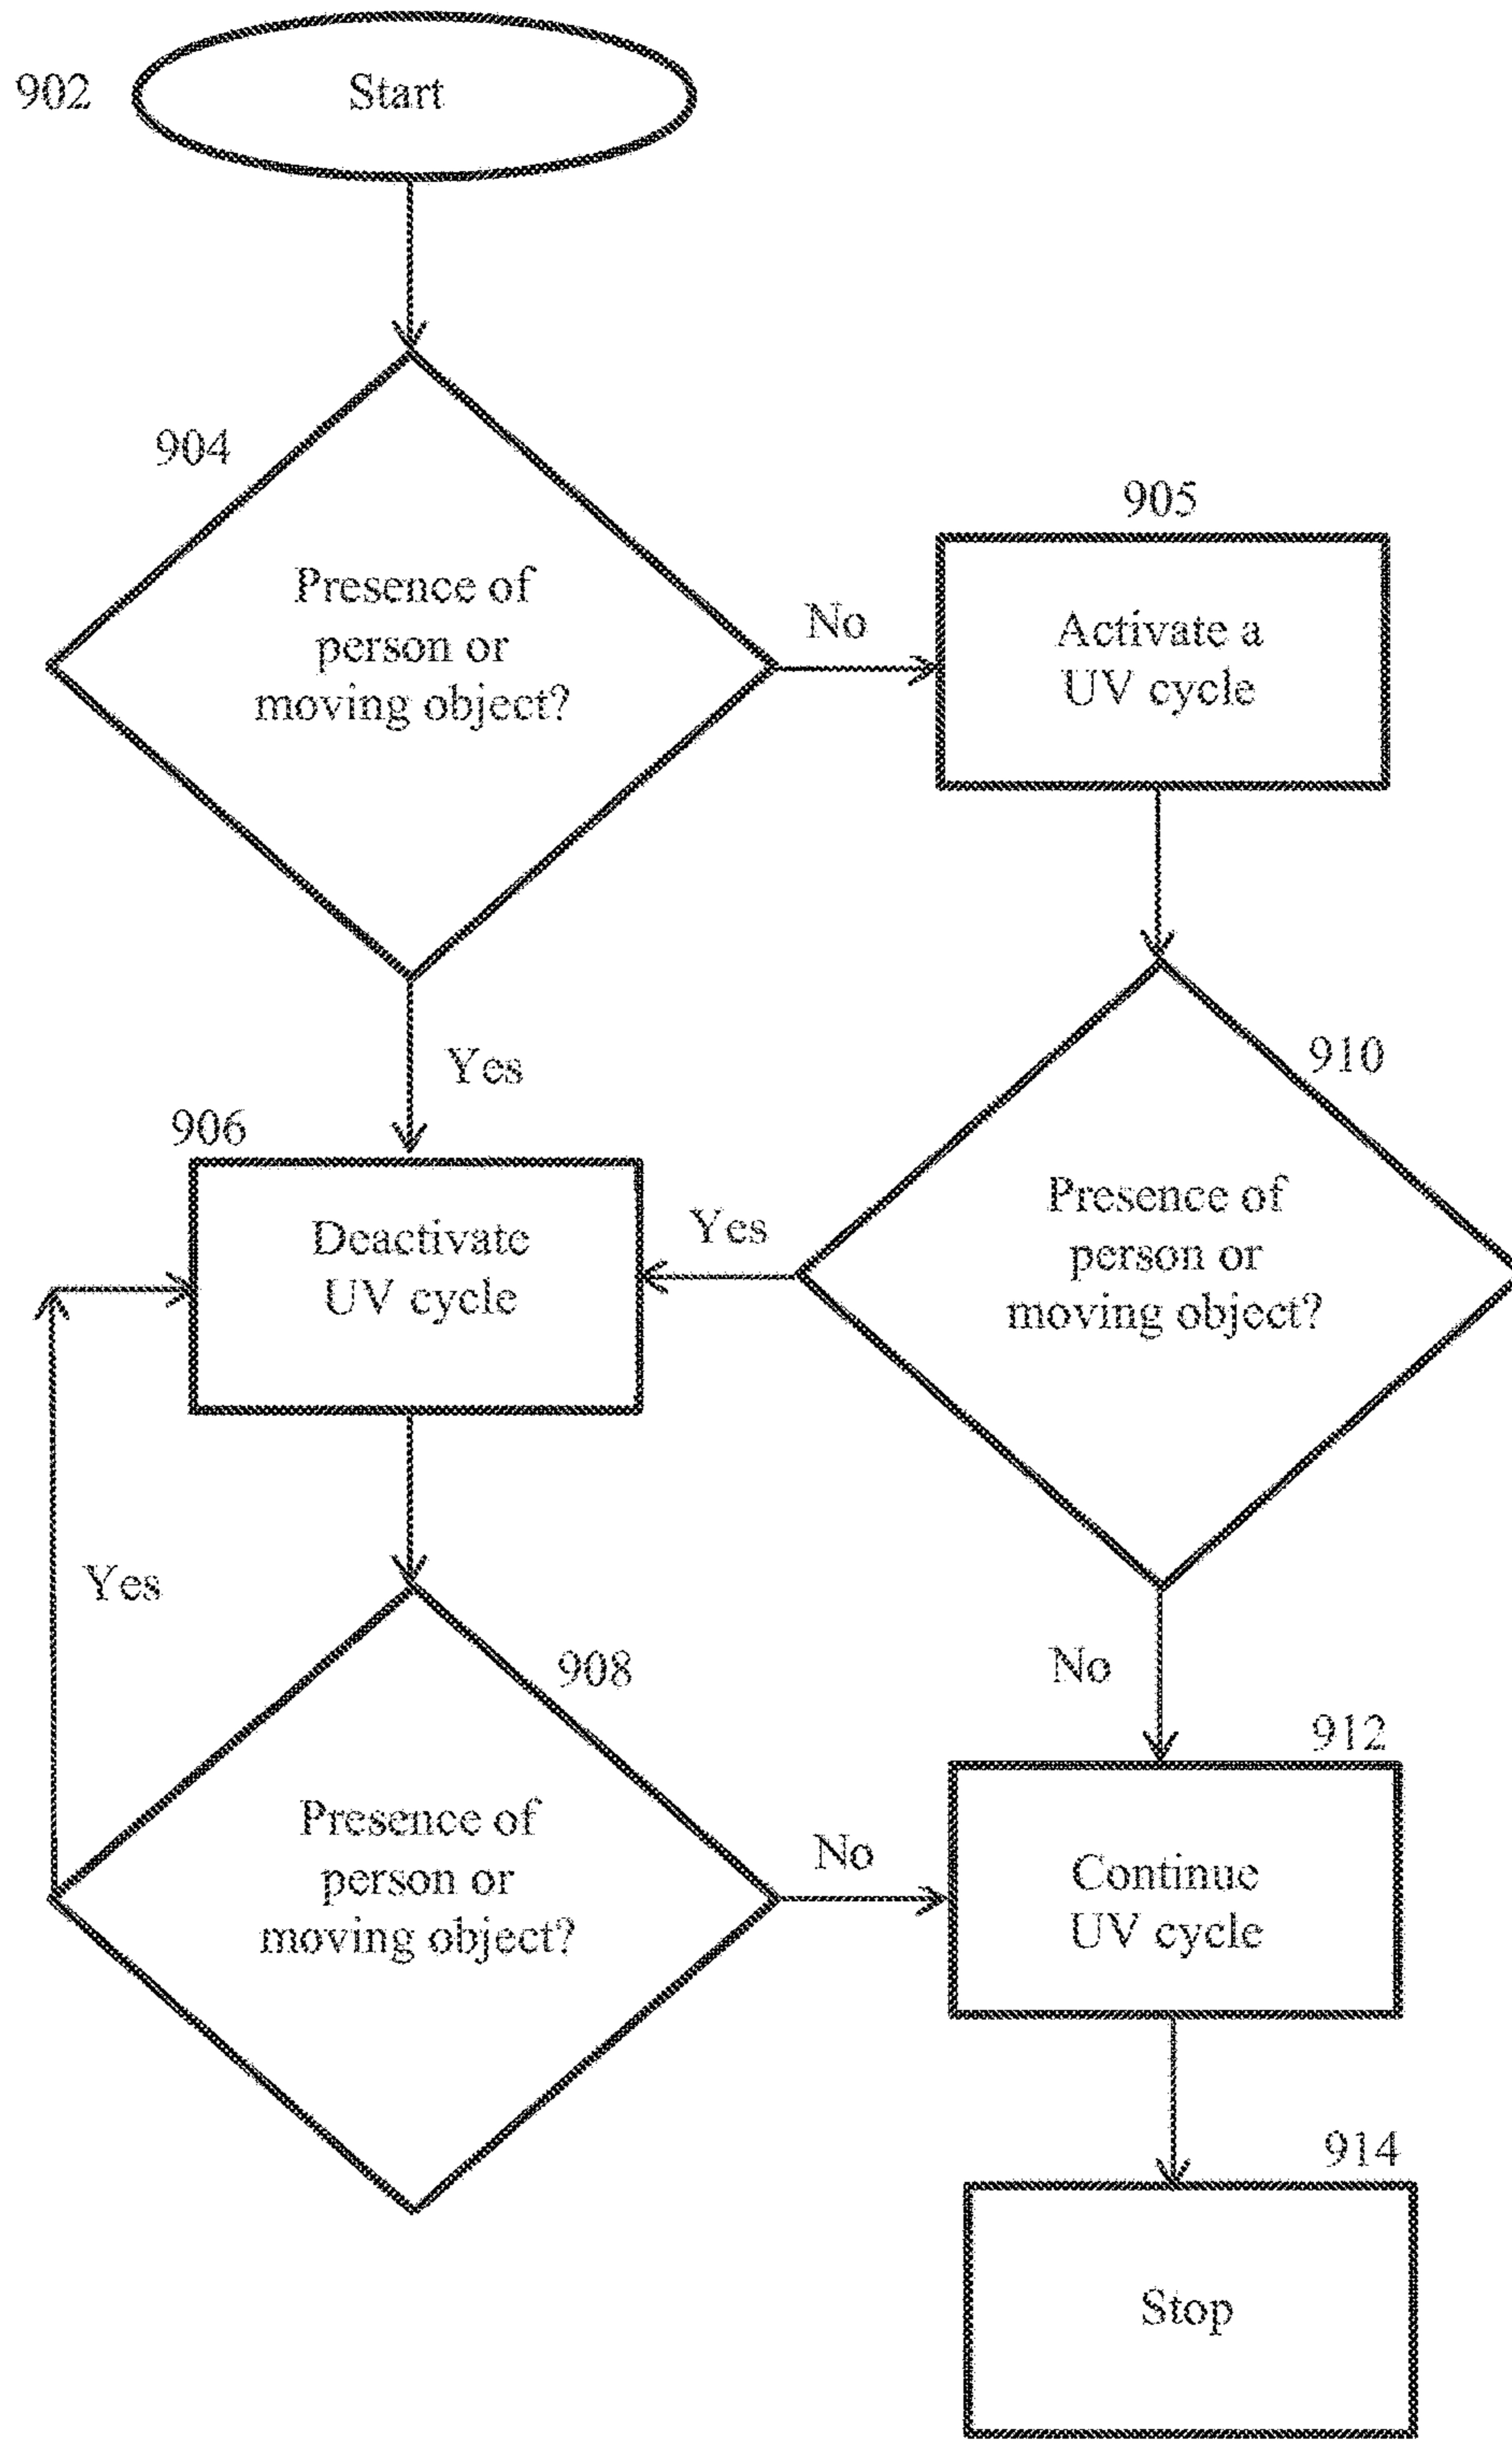 902
Start
904
Presence of
person or
moving object?
No
905
Activate a
UV cycle
Yes
906
Deactivate
UV cycle
Yes
910
Presence of
person or
moving object?
Yes
908
Presence of
person or
moving object?
No
No
912
Continue
UV cycle
914
Stop